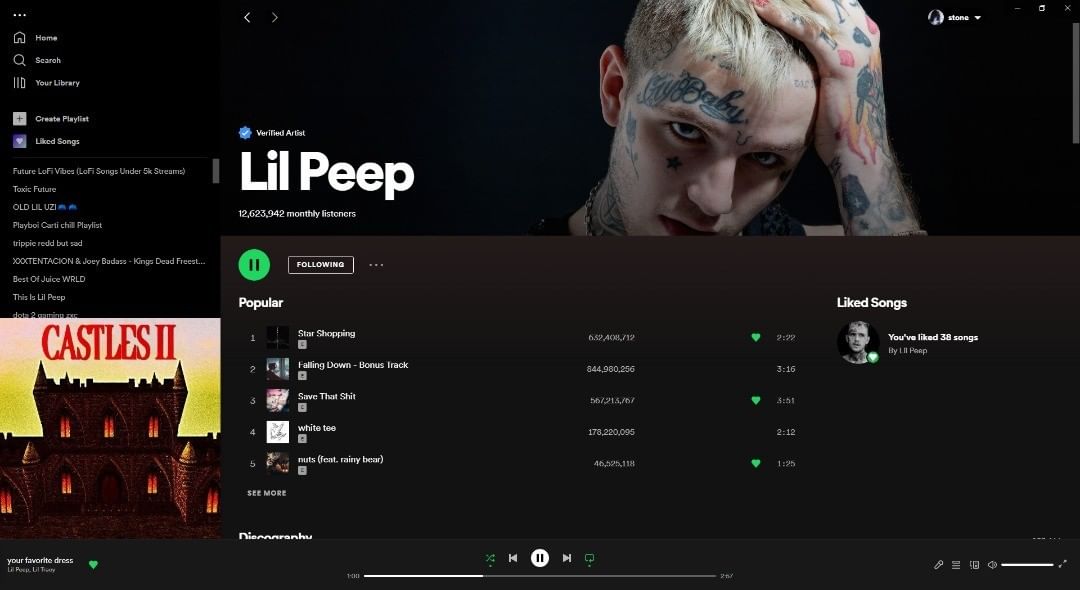 Home
Search
Your Library
Create Playlist
Liked Songs
Future LoFi Vibes (LoFi Songs Under 5k Streams)
Toxic Future
OLD LIL UZI
Playboi Carti chill Playlist
trippie redd but sad
XXXTENTACION & Joey Badass - Kings Dead Freest...
Best Of Juice WRLD
This Is Lil Peep
dota 2 gaming zxc
CASTLES II
your favorite dress
Lil Peep, Lil Tracy
stone
Cry Baby
Verified Artist
Lil Peep
12,623,942 monthly listeners
FOLLOWING
Popular
1 Star Shopping 632,408,712 2:22
E
2 Falling Down - Bonus Track 844,980,256 3:16
E
3 Save That Shit 567,213,767 3:51
E
4 white tee 178,220,095 2:12
E
5 nuts (feat. rainy bear) 46,525,118 1:25
E
SEE MORE
Liked Songs
You've liked 38 songs
By Lil Peep
Discography
1:00
2:57